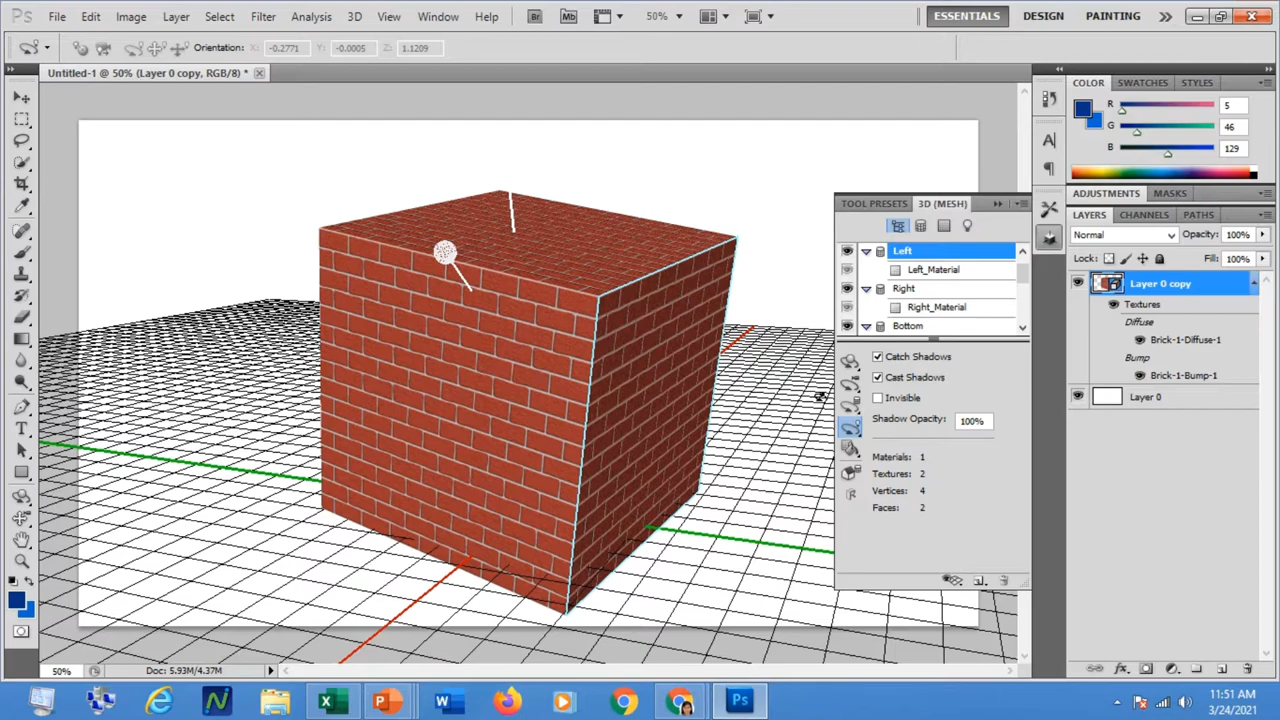 Ps File Edit Image Layer Select Filter Analysis 3D View Window Help Br Mb 50% ESSENTIALS DESIGN PAINTING
Orientation: X: -0.2771 Y: -0.0005 Z: 1.1209
Untitled-1 @ 50% (Layer 0 copy, RGB/8) *
COLOR SWATCHES STYLES
R 5
G 46
B 129
ADJUSTMENTS MASKS
LAYERS CHANNELS PATHS
Normal Opacity: 100%
Lock: Fill: 100%
Layer 0 copy
Textures
Diffuse
Brick-1-Diffuse-1
Bump
Brick-1-Bump-1
Layer 0
TOOL PRESETS 3D (MESH)
Left
Left_Material
Right
Right_Material
Bottom
Catch Shadows
Cast Shadows
Invisible
Shadow Opacity: 100%
Materials: 1
Textures: 2
Vertices: 4
Faces: 2
50% Doc: 5.93M/4.37M
Ps
11:51 AM
3/24/2021